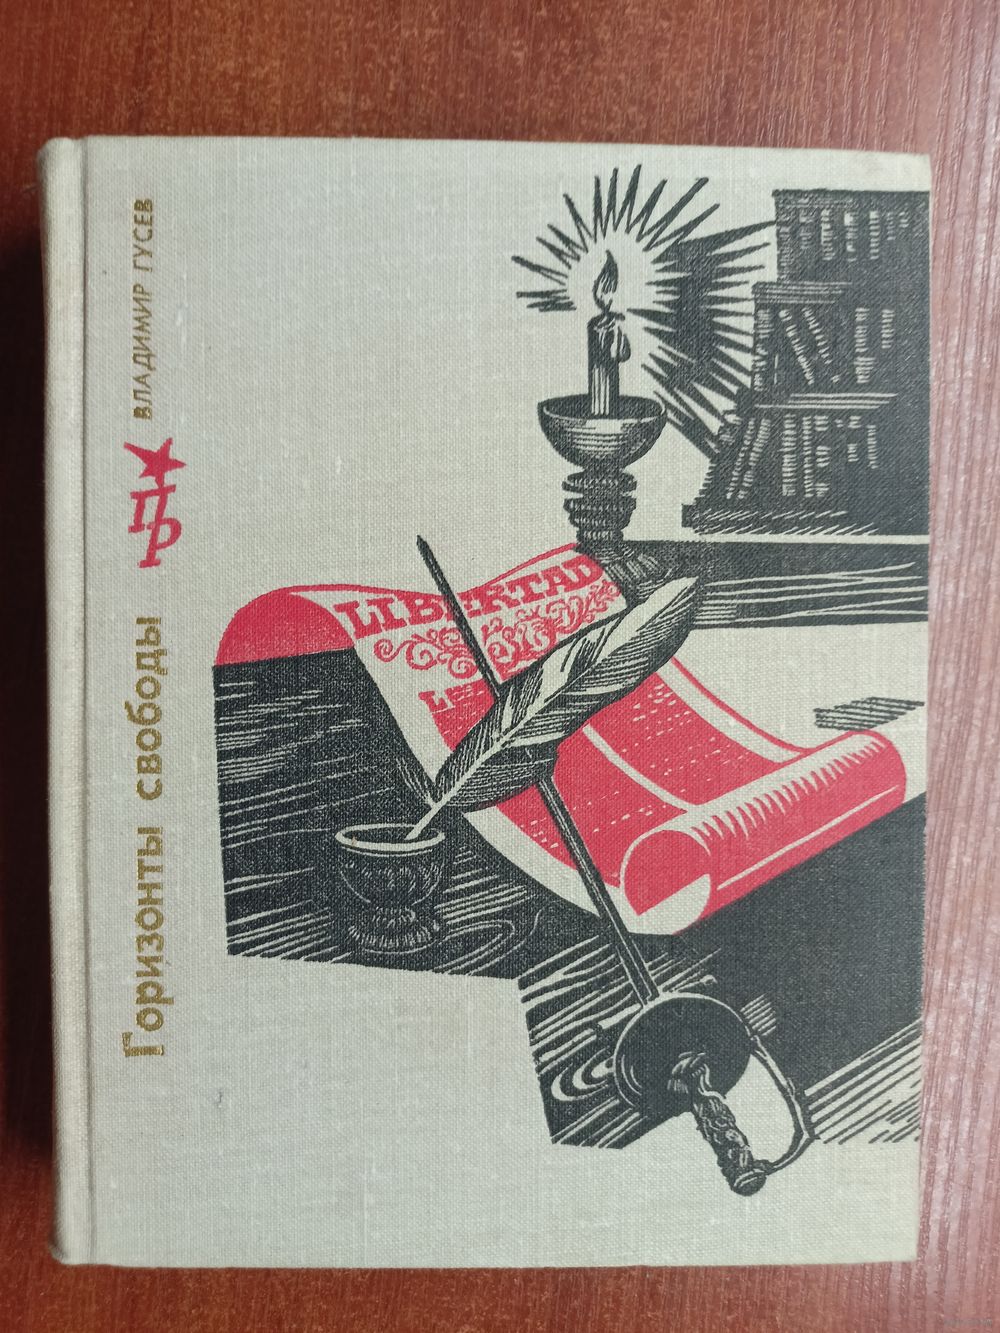 Горизонты свободы
ПР
ВЛАДИМИР ГУСЕВ
LIBERTAD